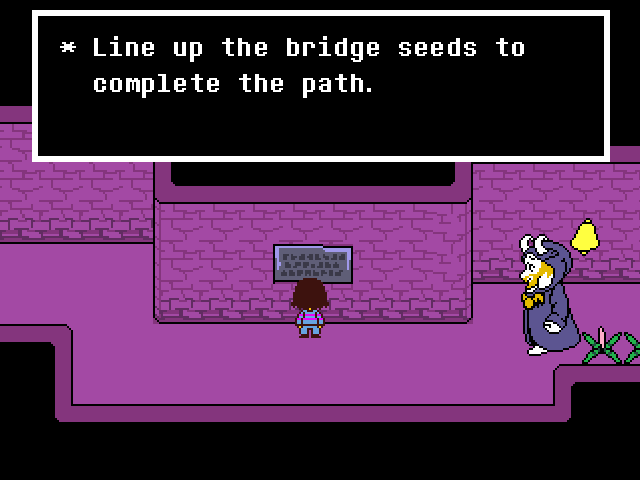 * Line up the bridge seeds to
complete the path.